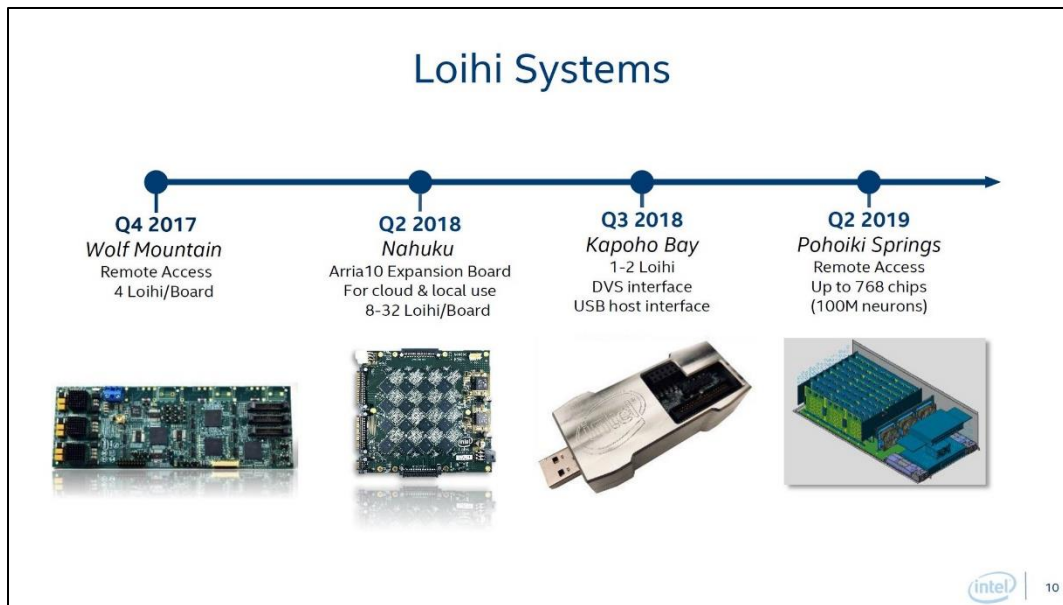 Loihi Systems
Q4 2017
Wolf Mountain
Remote Access
4 Loihi/Board
Q2 2018
Nahuku
Arria10 Expansion Board
For cloud & local use
8-32 Loihi/Board
Q3 2018
Kapoho Bay
1-2 Loihi
DVS interface
USB host interface
Q2 2019
Pohoiki Springs
Remote Access
Up to 768 chips
(100M neurons)
intel
intel
intel
10